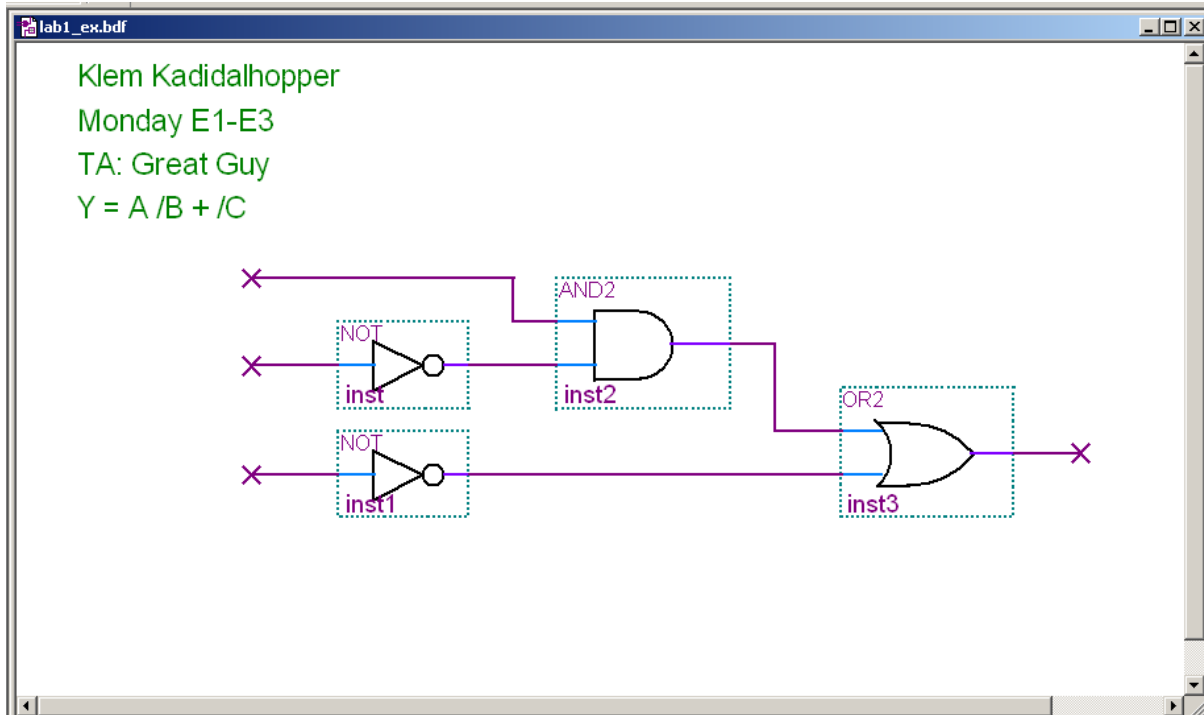 lab1_ex.bdf
Klem Kadidalhopper
Monday E1-E3
TA: Great Guy
Y = A /B + /C
AND2
NOT
inst
inst2
OR2
NOT
inst1
inst3